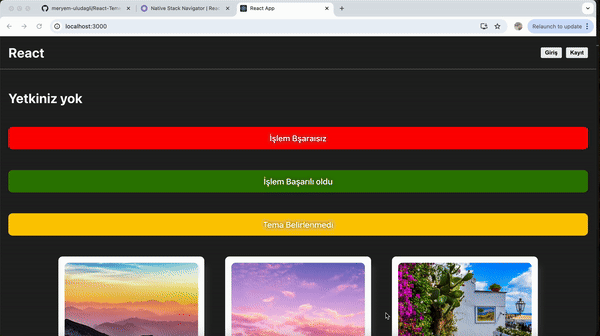 meryem-uludagli/React-Teme
Native Stack Navigator | Rea
React App
localhost:3000
Relaunch to update
React
Giriş
Kayıt
Yetkiniz yok
İşlem Bşaraısız
İşlem Başarılı oldu
Tema Belirlenmedi